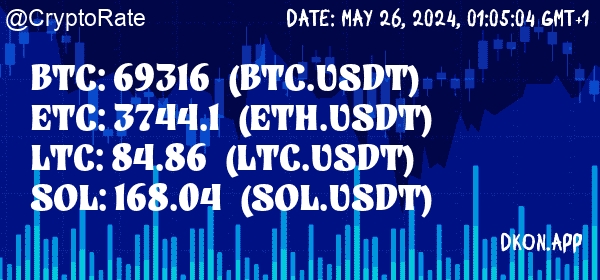 @CryptoRate
DATE: MAY 26, 2024, 01:05:04 GMT+1
BTC: 69316 (BTC.USDT)
ETC: 3744.1 (ETH.USDT)
LTC: 84.86 (LTC.USDT)
SOL: 168.04 (SOL.USDT)
DKON.APP